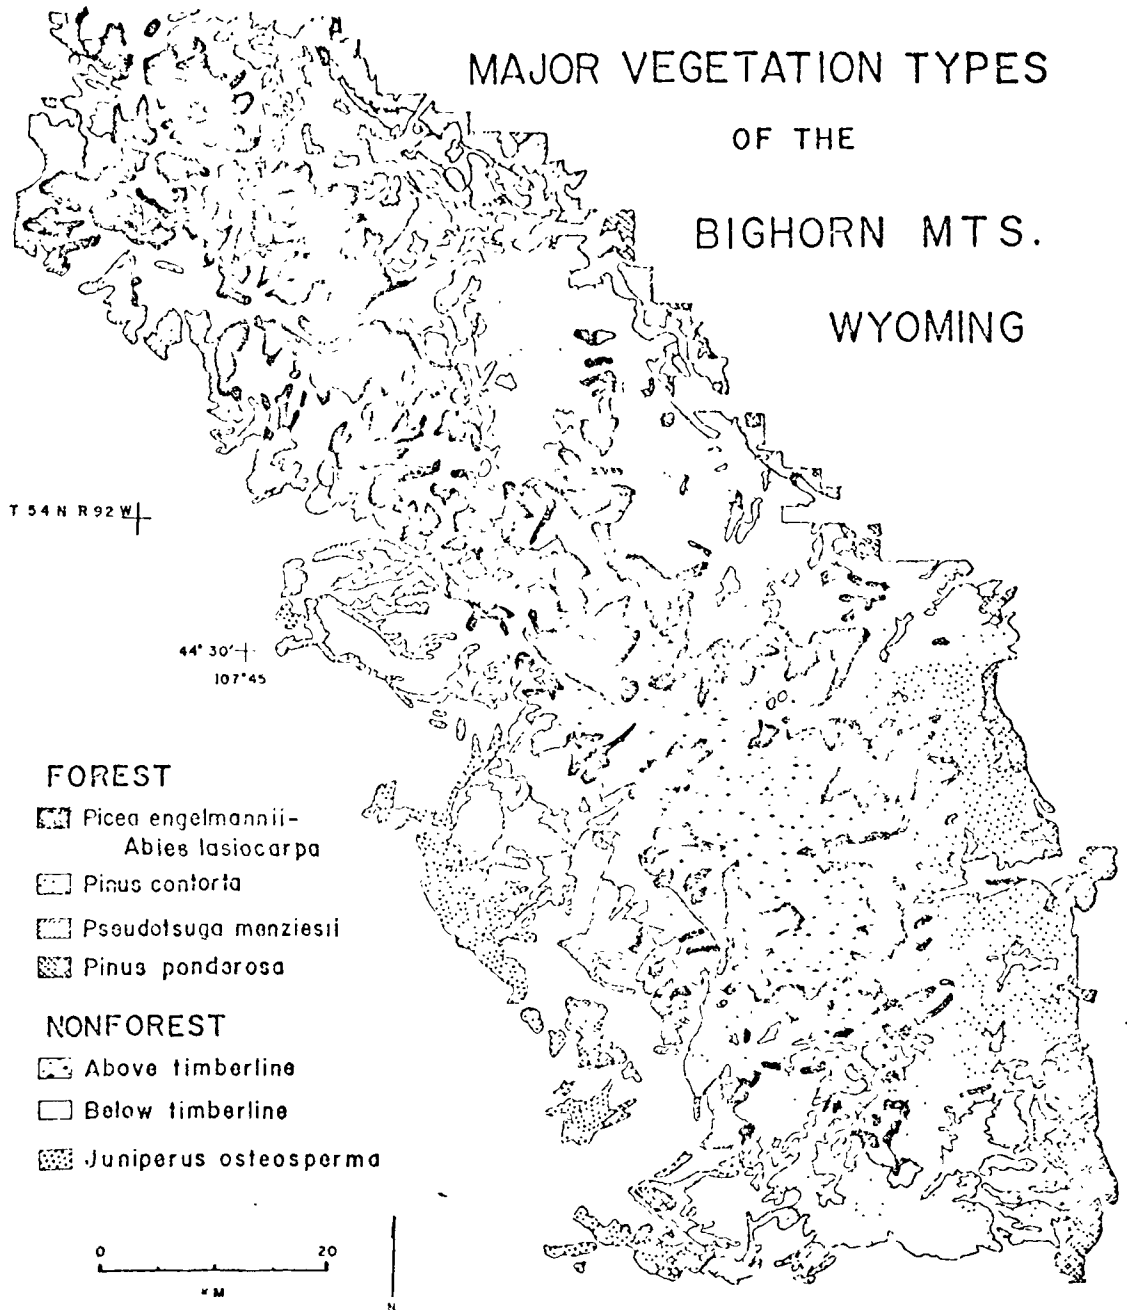 MAJOR VEGETATION TYPES
OF THE
BIGHORN MTS.
WYOMING
T 54 N R 92 W
44° 30'
107°45
FOREST
Picea engelmannii-
Abies lasiocarpa
Pinus contorta
Pseudotsuga menziesii
Pinus ponderosa
NONFOREST
Above timberline
Below timberline
Juniperus osteosperma
0 20
KM
N